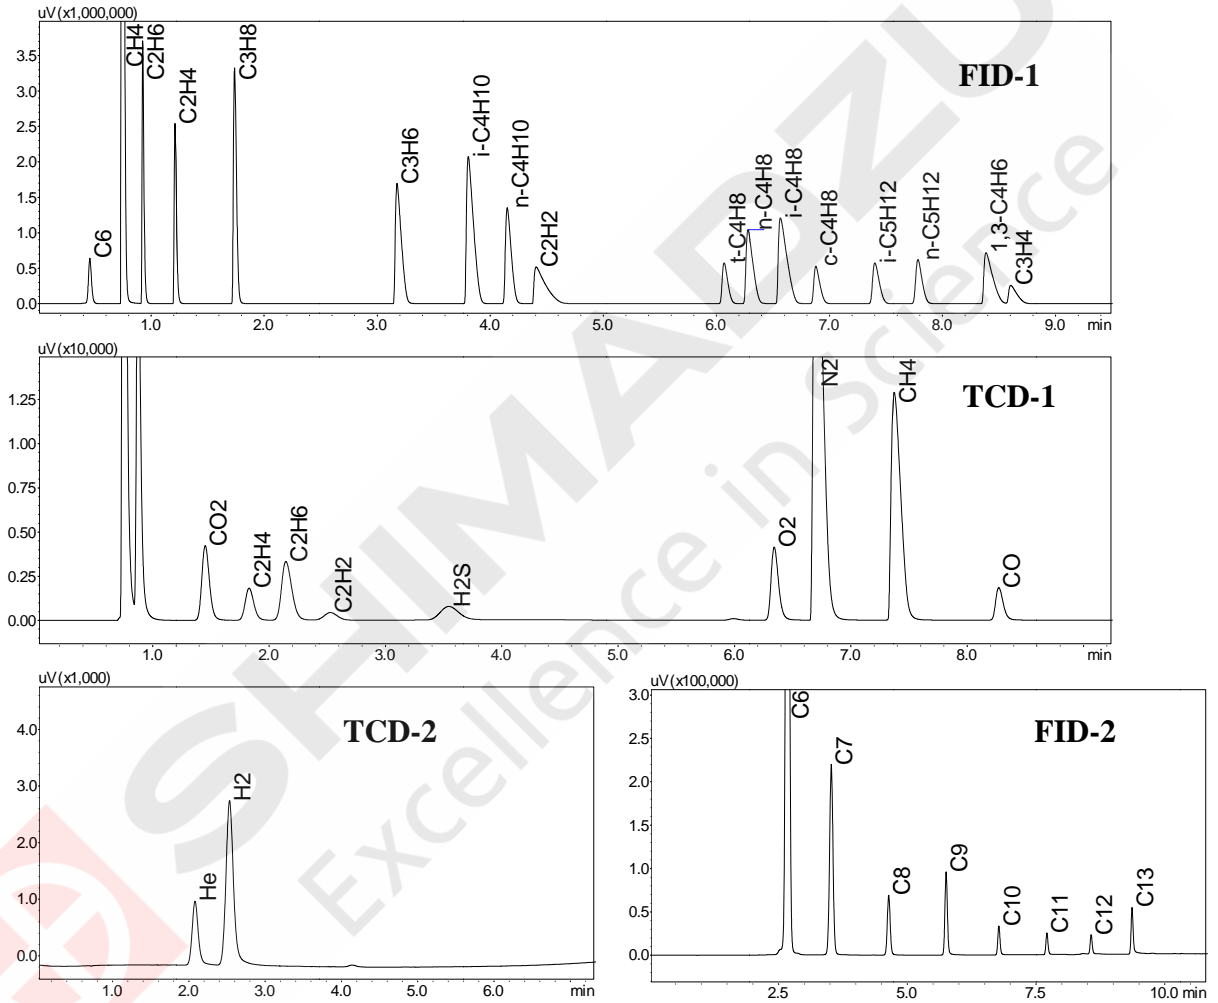 uV(x1,000,000)
FID-1
3.5
3.0
2.5
2.0
1.5
1.0
0.5
0.0
C6
CH4
C2H6
C2H4
C3H8
C3H6
i-C4H10
n-C4H10
C2H2
t-C4H8
n-C4H8
i-C4H8
c-C4H8
i-C5H12
n-C5H12
1,3-C4H6
C3H4
1.0 2.0 3.0 4.0 5.0 6.0 7.0 8.0 9.0 min
uV(x10,000)
TCD-1
1.25
1.00
0.75
0.50
0.25
0.00
CO2
C2H4
C2H6
C2H2
H2S
O2
N2
CH4
CO
1.0 2.0 3.0 4.0 5.0 6.0 7.0 8.0 min
uV(x1,000)
TCD-2
4.0
3.0
2.0
1.0
0.0
He
H2
1.0 2.0 3.0 4.0 5.0 6.0 min
uV(x100,000)
FID-2
3.0
2.5
2.0
1.5
1.0
0.5
0.0
C6
C7
C8
C9
C10
C11
C12
C13
2.5 5.0 7.5 10.0 min
SHIMADZU
Excellence in Science